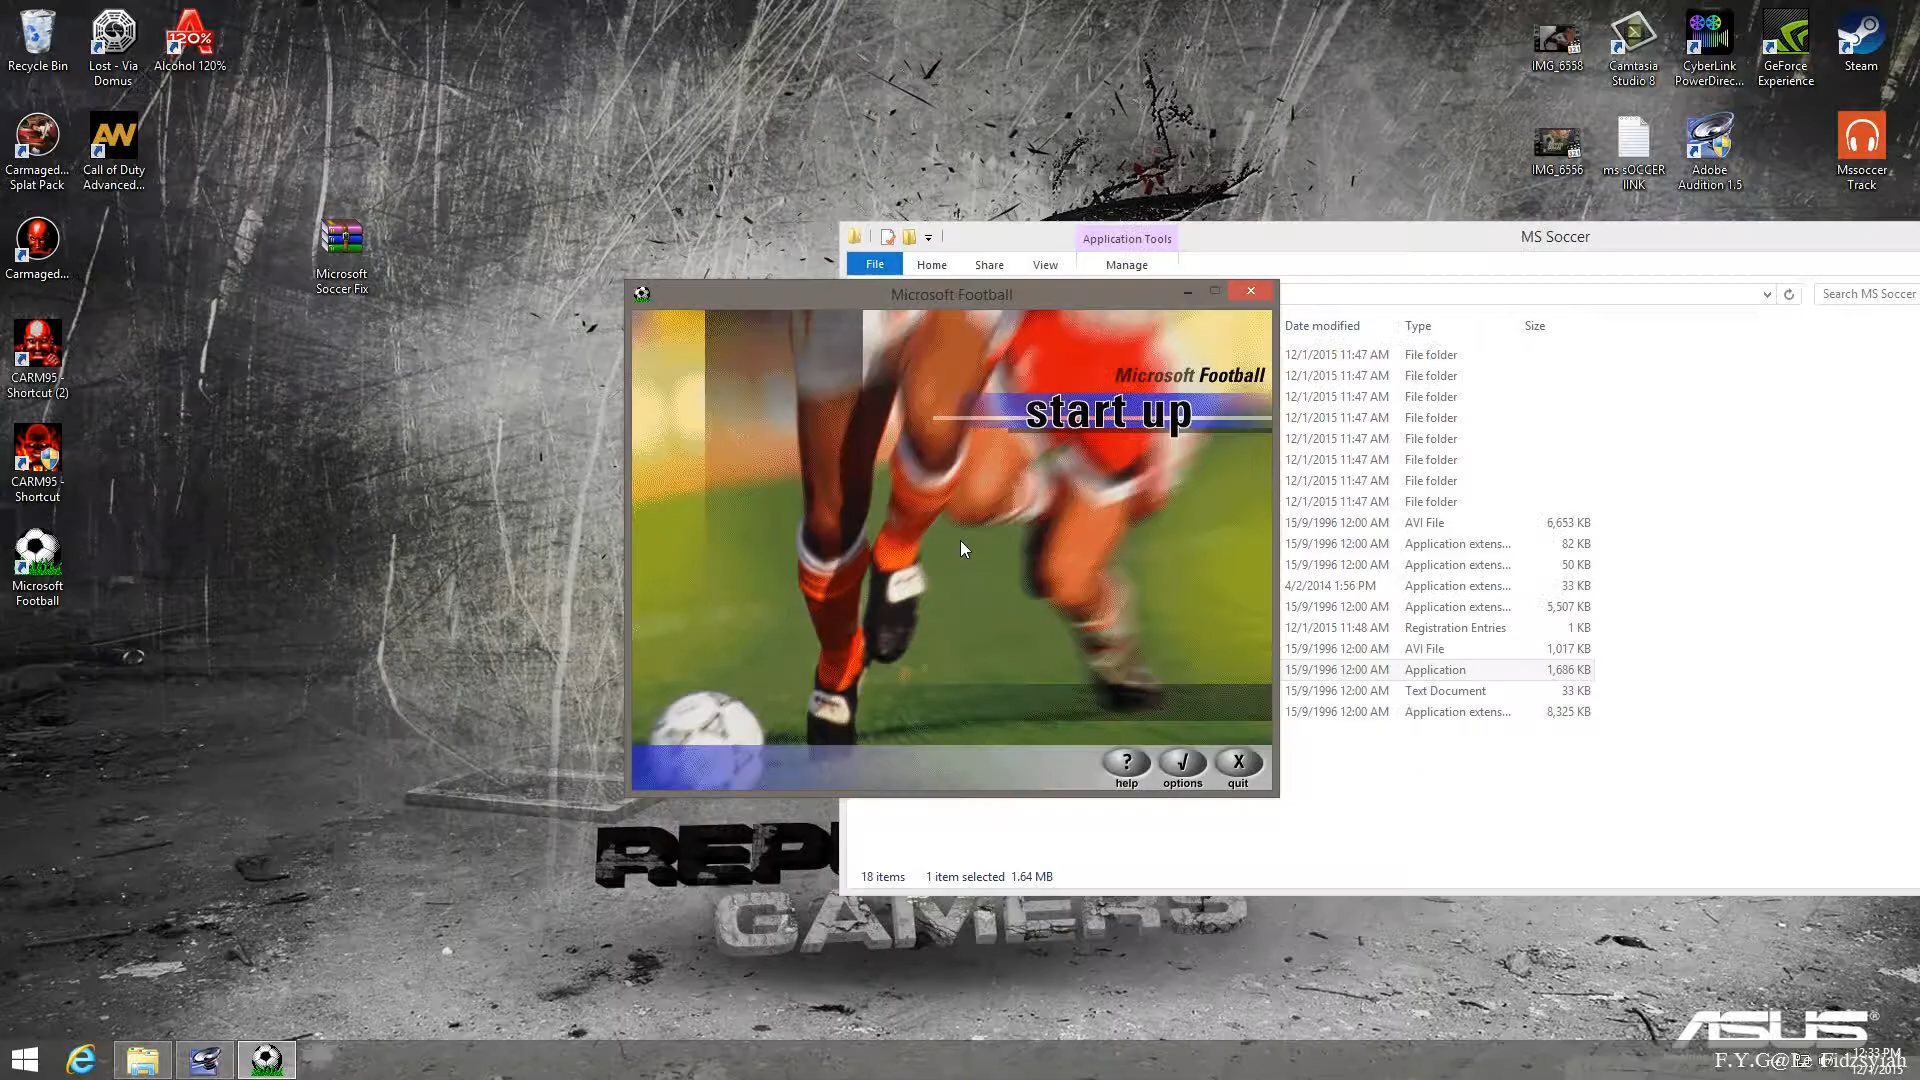 Recycle Bin
Lost - Via
Domus
Alcohol 120%
120%
IMG_6558
Camtasia
Studio 8
CyberLink
PowerDirec...
GeForce
Experience
Steam
Carmaged...
Splat Pack
AW
Call of Duty
Advanced...
IMG_6556
ms sOCCER
lINK
Adobe
Audition 1.5
Mssoccer
Track
Carmaged...
Microsoft
Soccer Fix
CARM95 -
Shortcut (2)
CARM95 -
Shortcut
Microsoft
Football
Application Tools
MS Soccer
File
Home
Share
View
Manage
Search MS Soccer
Microsoft Football
Date modified
Type
Size
12/1/2015 11:47 AM File folder
12/1/2015 11:47 AM File folder
12/1/2015 11:47 AM File folder
12/1/2015 11:47 AM File folder
12/1/2015 11:47 AM File folder
12/1/2015 11:47 AM File folder
12/1/2015 11:47 AM File folder
12/1/2015 11:47 AM File folder
15/9/1996 12:00 AM AVI File 6,653 KB
15/9/1996 12:00 AM Application extens... 82 KB
15/9/1996 12:00 AM Application extens... 50 KB
4/2/2014 1:56 PM Application extens... 33 KB
15/9/1996 12:00 AM Application extens... 5,507 KB
12/1/2015 11:48 AM Registration Entries 1 KB
15/9/1996 12:00 AM AVI File 1,017 KB
15/9/1996 12:00 AM Application 1,686 KB
15/9/1996 12:00 AM Text Document 33 KB
15/9/1996 12:00 AM Application extens... 8,325 KB
Microsoft Football
start up
? √ X
help options quit
18 items 1 item selected 1.64 MB
GAMERS
ASUS®
12:33 PM
F.Y.G@Le Fidzsyiah
12/1/2015